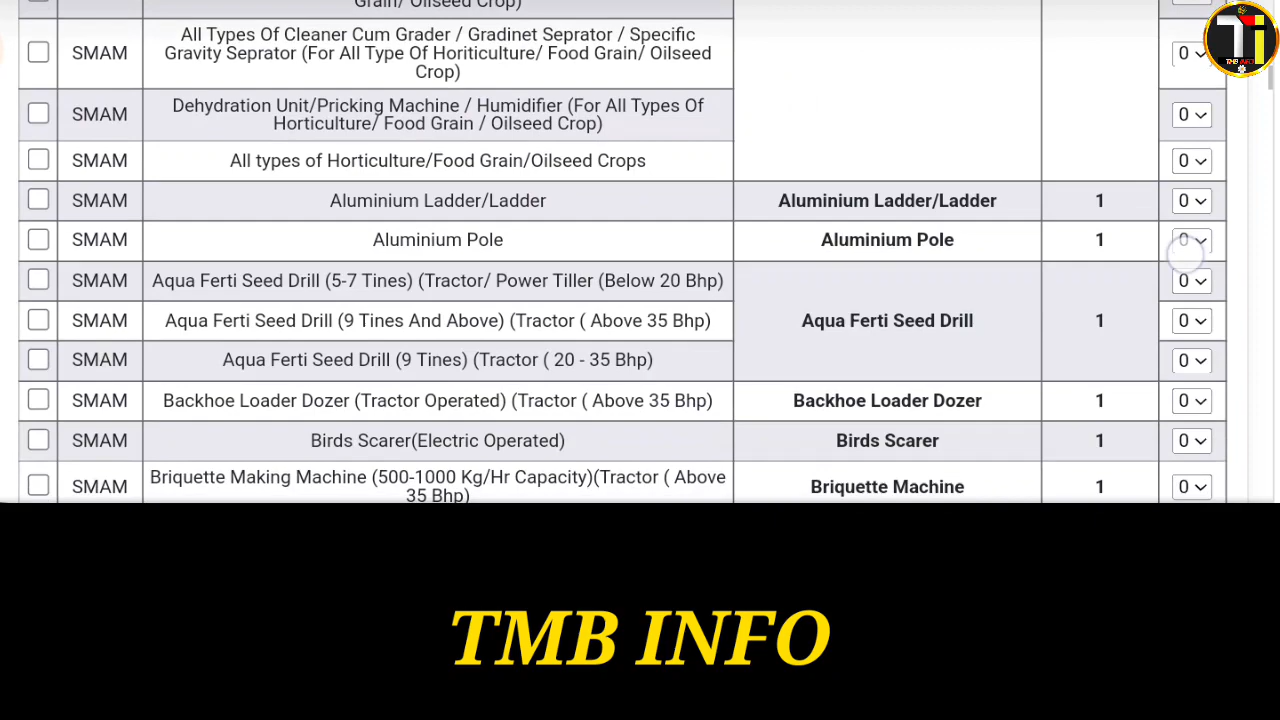 Grain/ Oilseed Crop)
SMAM
All Types Of Cleaner Cum Grader / Gradinet Seprator / Specific
Gravity Seprator (For All Type Of Horiticulture/ Food Grain/ Oilseed
Crop)
0
SMAM
Dehydration Unit/Pricking Machine / Humidifier (For All Types Of
Horticulture/ Food Grain / Oilseed Crop)
0
SMAM All types of Horticulture/Food Grain/Oilseed Crops 0
SMAM Aluminium Ladder/Ladder Aluminium Ladder/Ladder 1 0
SMAM Aluminium Pole Aluminium Pole 1 0
SMAM Aqua Ferti Seed Drill (5-7 Tines) (Tractor/ Power Tiller (Below 20 Bhp) 0
SMAM Aqua Ferti Seed Drill (9 Tines And Above) (Tractor ( Above 35 Bhp) Aqua Ferti Seed Drill 1 0
SMAM Aqua Ferti Seed Drill (9 Tines) (Tractor ( 20 - 35 Bhp) 0
SMAM Backhoe Loader Dozer (Tractor Operated) (Tractor ( Above 35 Bhp) Backhoe Loader Dozer 1 0
SMAM Birds Scarer(Electric Operated) Birds Scarer 1 0
SMAM
Briquette Making Machine (500-1000 Kg/Hr Capacity)(Tractor ( Above
35 Bhp)
Briquette Machine 1 0
TMB INFO
TI
TMB INFO